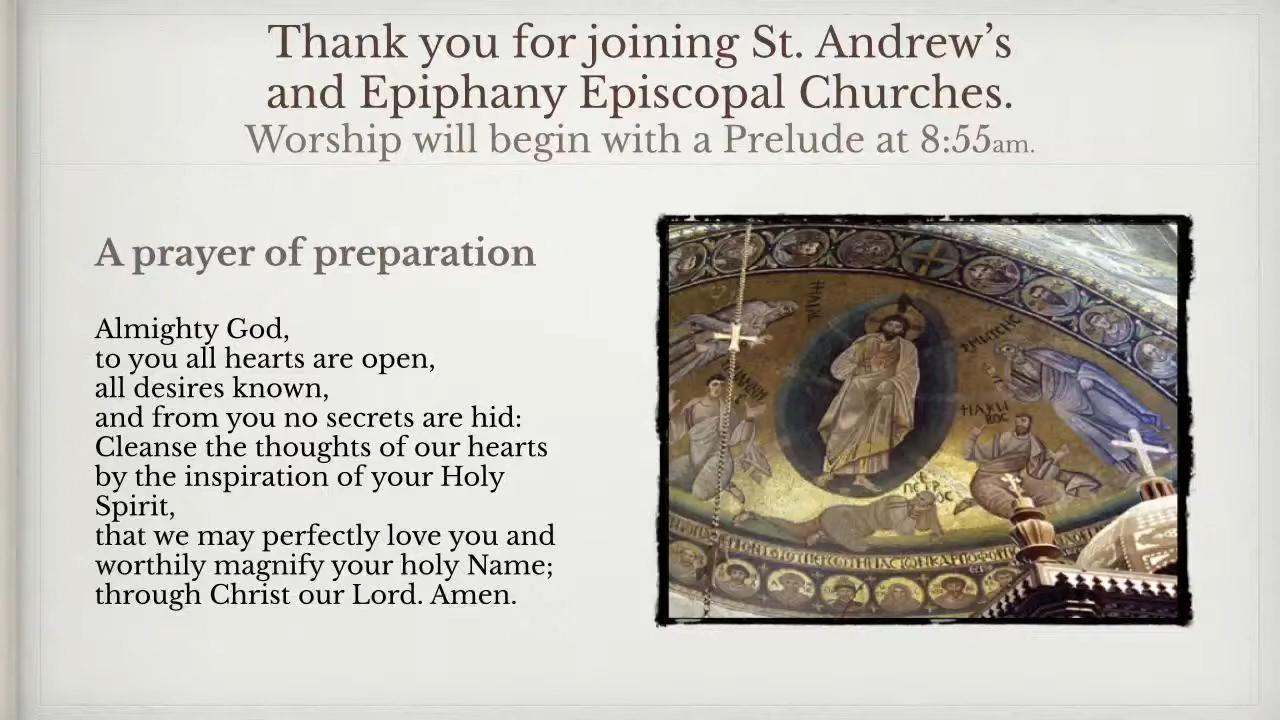 Thank you for joining St. Andrew’s
and Epiphany Episcopal Churches.
Worship will begin with a Prelude at 8:55am.
A prayer of preparation
Almighty God,
to you all hearts are open,
all desires known,
and from you no secrets are hid:
Cleanse the thoughts of our hearts
by the inspiration of your Holy
Spirit,
that we may perfectly love you and
worthily magnify your holy Name;
through Christ our Lord. Amen.